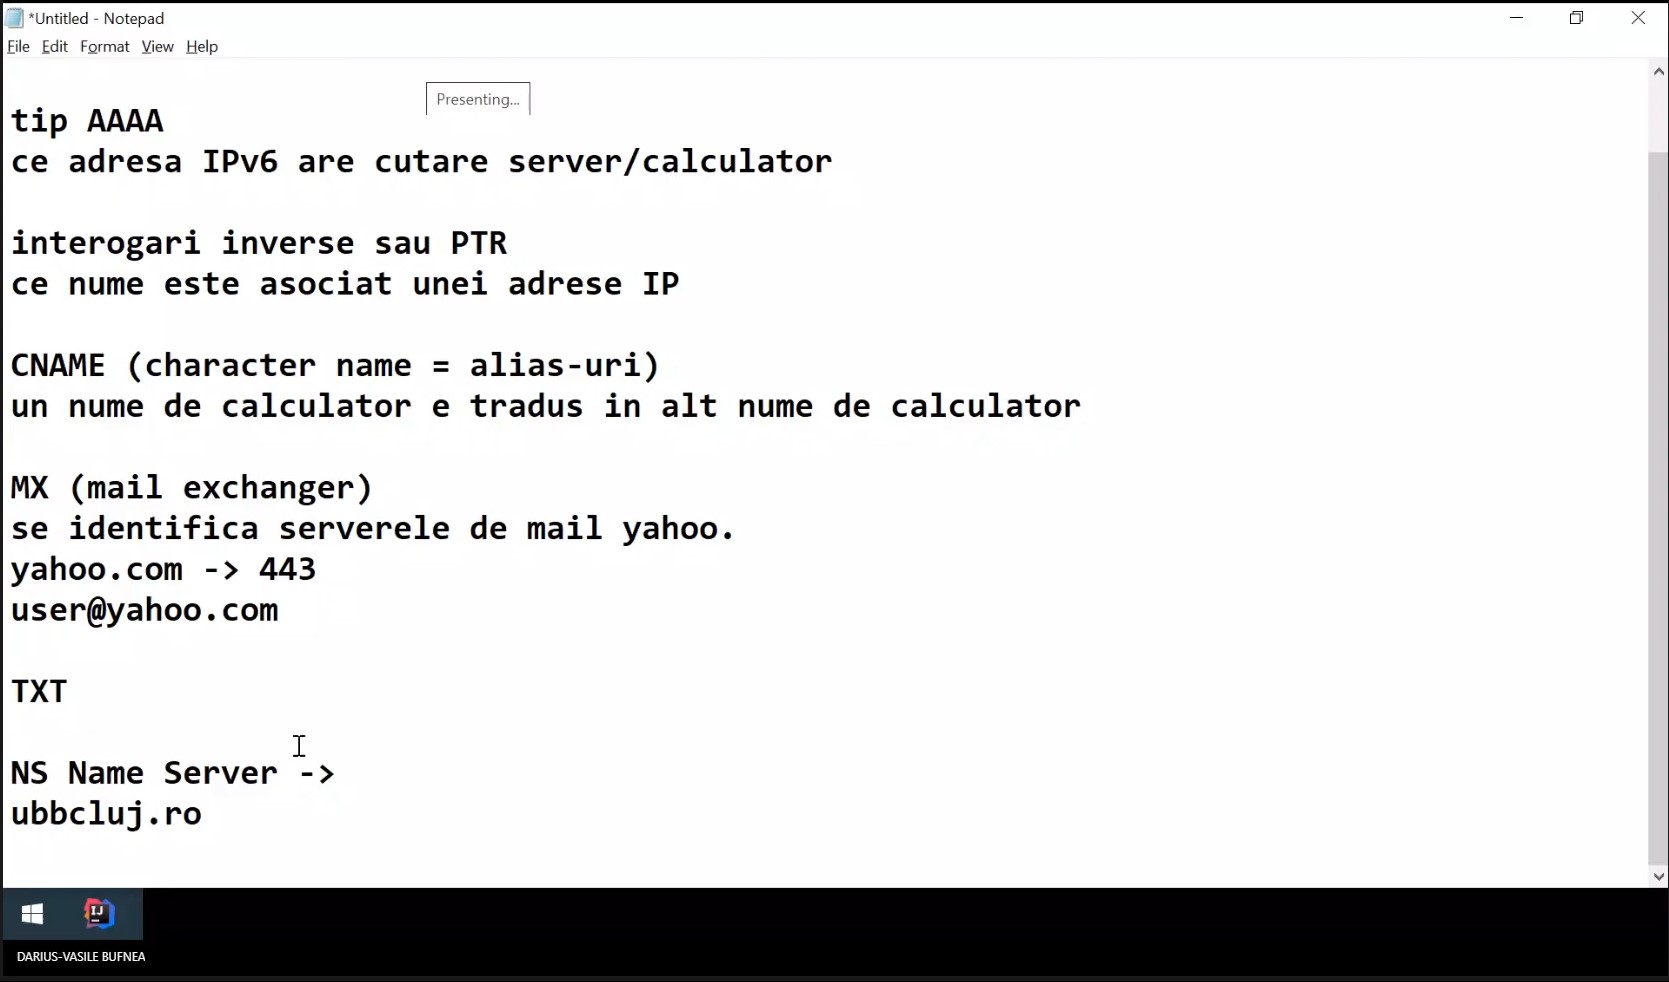 *Untitled - Notepad
File Edit Format View Help
Presenting...
tip AAAA
ce adresa IPv6 are cutare server/calculator
interogari inverse sau PTR
ce nume este asociat unei adrese IP
CNAME (character name = alias-uri)
un nume de calculator e tradus in alt nume de calculator
MX (mail exchanger)
se identifica serverele de mail yahoo.
yahoo.com -> 443
user@yahoo.com
TXT
NS Name Server ->
ubbcluj.ro
IJ
DARIUS-VASILE BUFNEA